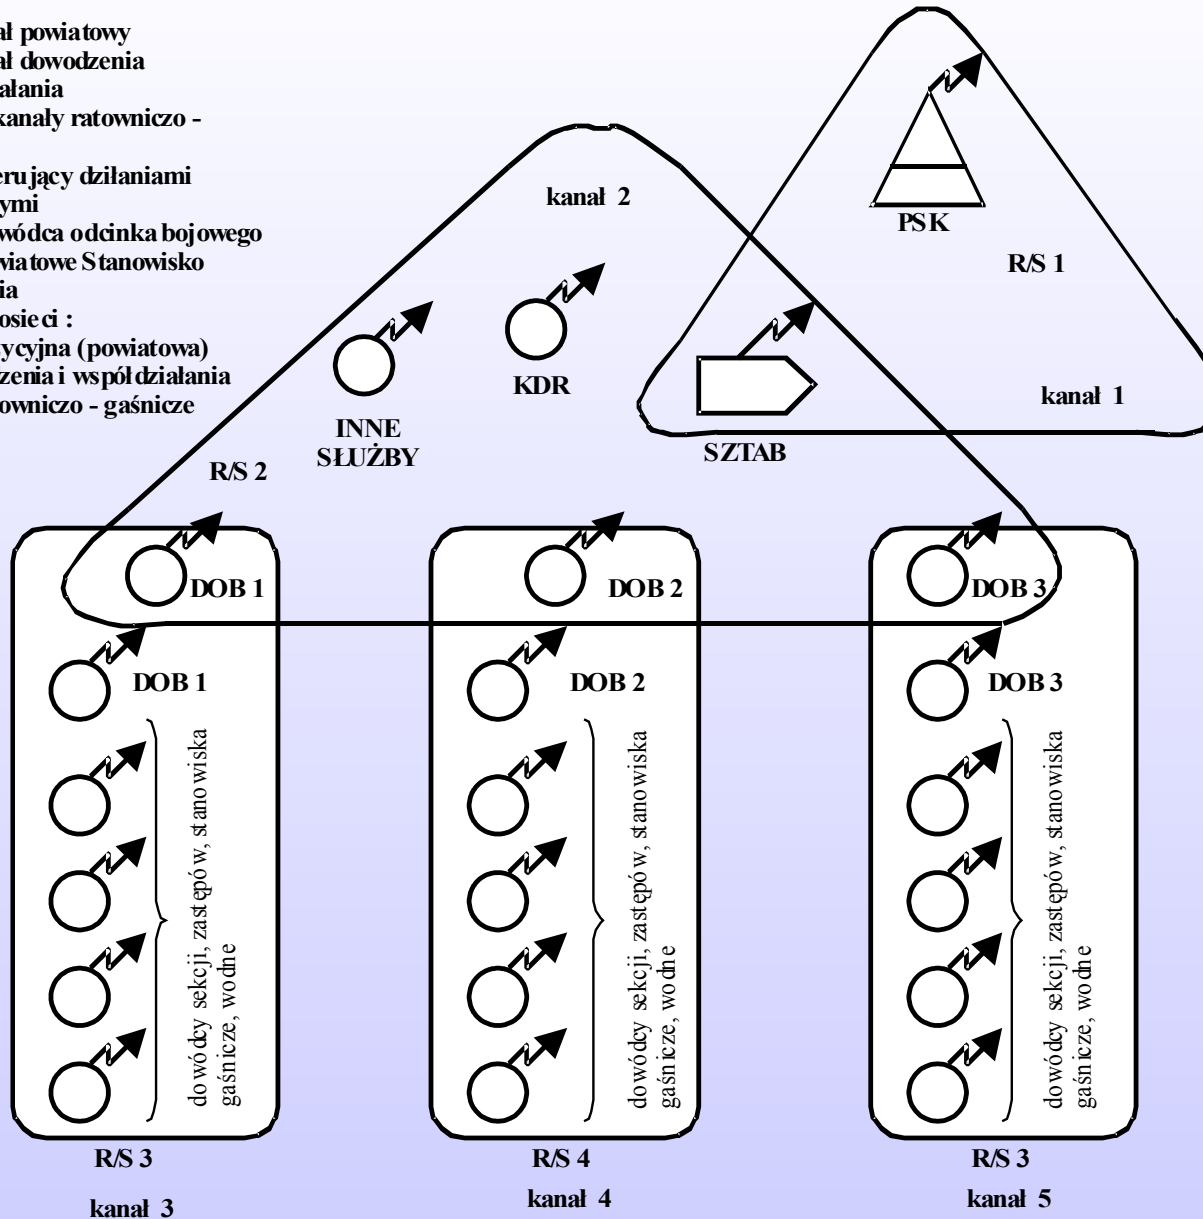 ał powiatowy
ał dowodzenia
ałania
kanały ratowniczo -
erujący dziłaniami
ymi
wódca odcinka bojowego
wiatowe Stanowisko
ia
osieci :
ycyjna (powiatowa)
zenia i współdziałania
owniczo - gaśnicze
kanał 2
PSK
R/S 1
KDR
kanał 1
INNE
SŁUŻBY
SZTAB
R/S 2
DOB 1
DOB 2
DOB 3
DOB 1
DOB 2
DOB 3
dowódcy sekcji, zastępów, stanowiska
gaśnicze, wodne
dowódcy sekcji, zastępów, stanowiska
gaśnicze, wodne
dowódcy sekcji, zastępów, stanowiska
gaśnicze, wodne
R/S 3
R/S 4
R/S 3
kanał 3
kanał 4
kanał 5